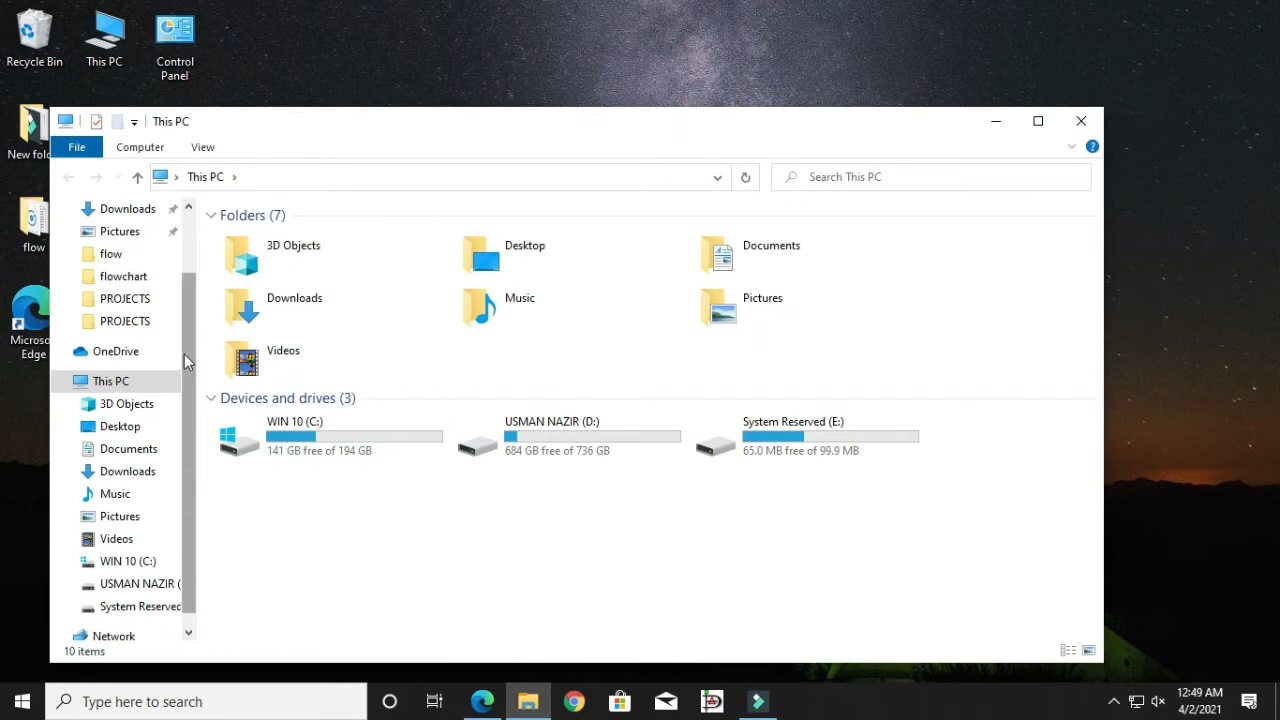 Recycle Bin
This PC
Control
Panel
New fol
flow
Microso
Edge
This PC
File
Computer
View
This PC
Search This PC
Downloads
Pictures
flow
flowchart
PROJECTS
PROJECTS
OneDrive
This PC
3D Objects
Desktop
Documents
Downloads
Music
Pictures
Videos
WIN 10 (C:)
USMAN NAZIR (
System Reserved
Network
Folders (7)
3D Objects
Desktop
Documents
Downloads
Music
Pictures
Videos
Devices and drives (3)
WIN 10 (C:)
141 GB free of 194 GB
USMAN NAZIR (D:)
684 GB free of 736 GB
System Reserved (E:)
65.0 MB free of 99.9 MB
10 items
Type here to search
12:49 AM
4/2/2021